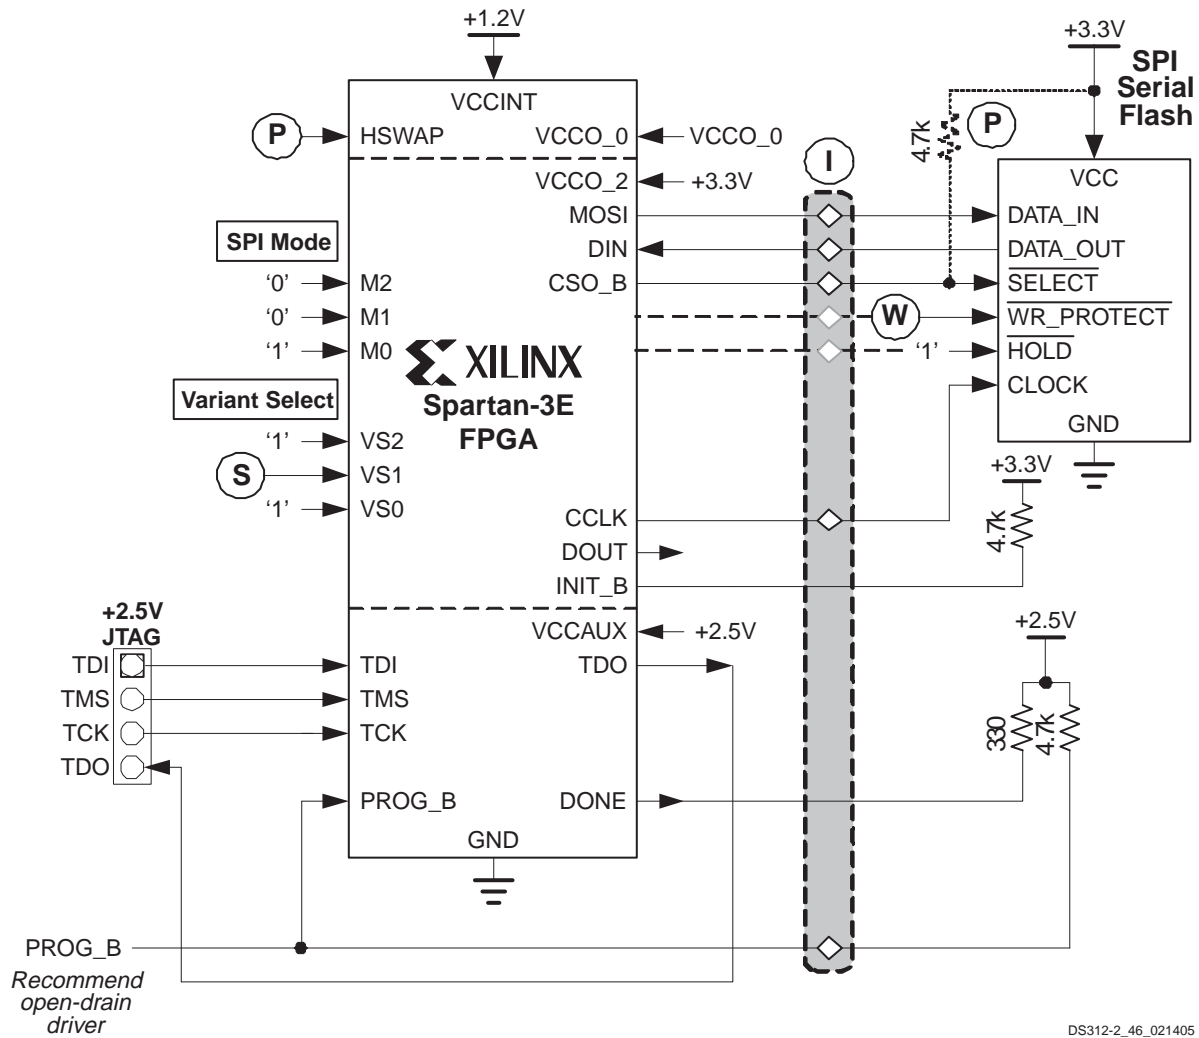 +1.2V
+3.3V
SPI
Serial
Flash
VCCINT
P
HSWAP
VCCO_0
VCCO_0
I
4.7k
P
VCC
VCCO_2
+3.3V
MOSI
DATA_IN
SPI Mode
DIN
DATA_OUT
'0'
M2
CSO_B
SELECT
'0'
M1
W
WR_PROTECT
'1'
M0
XILINX
'1'
HOLD
Variant Select
Spartan-3E
FPGA
CLOCK
GND
'1'
VS2
S
VS1
+3.3V
'1'
VS0
CCLK
4.7k
DOUT
INIT_B
+2.5V
JTAG
VCCAUX
+2.5V
+2.5V
TDI
TDI
TDO
TMS
TMS
TCK
TCK
330
4.7k
TDO
PROG_B
DONE
GND
PROG_B
Recommend
open-drain
driver
DS312-2_46_021405